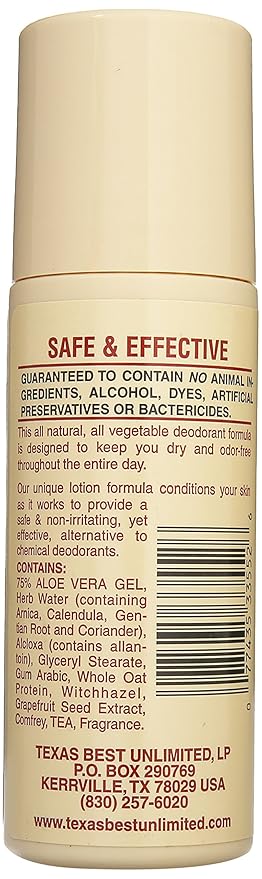 SAFE & EFFECTIVE
GUARANTEED TO CONTAIN NO ANIMAL IN-
GREDIENTS, ALCOHOL, DYES, ARTIFICIAL
PRESERVATIVES OR BACTERICIDES.
This all natural, all vegetable deodorant formula
is designed to keep you dry and odor-free
throughout the entire day.
Our unique lotion formula conditions your skin
as it works to provide a
safe & non-irritating, yet
effective, alternative to
chemical deodorants.
CONTAINS:
75% ALOE VERA GEL,
Herb Water (containing
Arnica, Calendula, Gen-
tian Root and Coriander),
Alcloxa (contains allan-
toin), Glyceryl Stearate,
Gum Arabic, Whole Oat
Protein, Witchhazel,
Grapefruit Seed Extract,
Comfrey, TEA, Fragrance.
0 77435 33552 6
TEXAS BEST UNLIMITED, LP
P.O. BOX 290769
KERRVILLE, TX 78029 USA
(830) 257-6020
www.texasbestunlimited.com